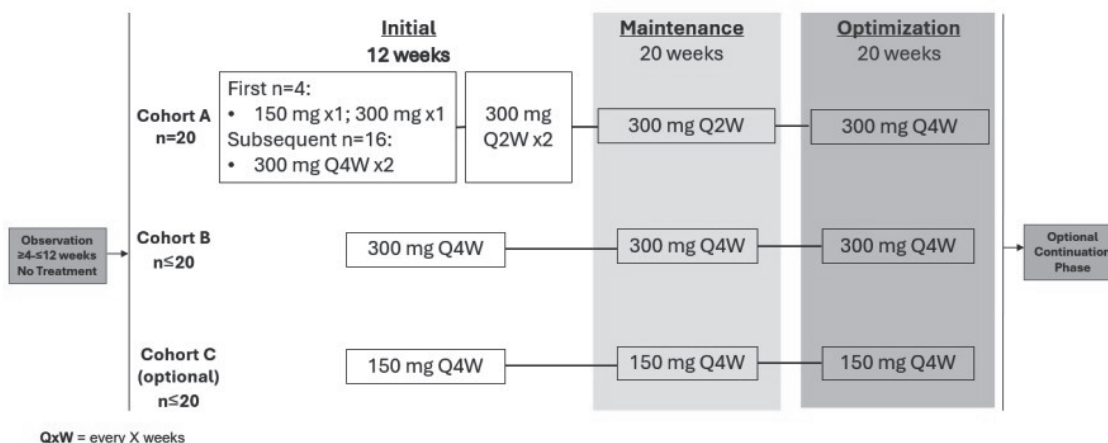 Initial
12 weeks
Maintenance
20 weeks
Optimization
20 weeks
Cohort A
n=20
First n=4:
• 150 mg x1; 300 mg x1
Subsequent n=16:
• 300 mg Q4W x2
300 mg
Q2W x2
300 mg Q2W
300 mg Q4W
Observation
≥4-≤12 weeks
No Treatment
Cohort B
n≤20
300 mg Q4W
300 mg Q4W
300 mg Q4W
Optional
Continuation
Phase
Cohort C
(optional)
n≤20
150 mg Q4W
150 mg Q4W
150 mg Q4W
QxW = every X weeks